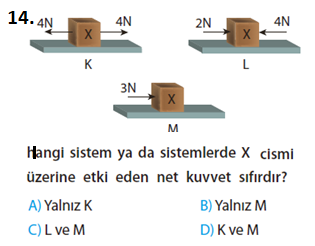 14.
4N X 4N
K
2N X 4N
L
3N X
M
hangi sistem ya da sistemlerde X cismi
üzerine etki eden net kuvvet sıfırdır?
A) Yalnız K
B) Yalnız M
C) L ve M
D) K ve M